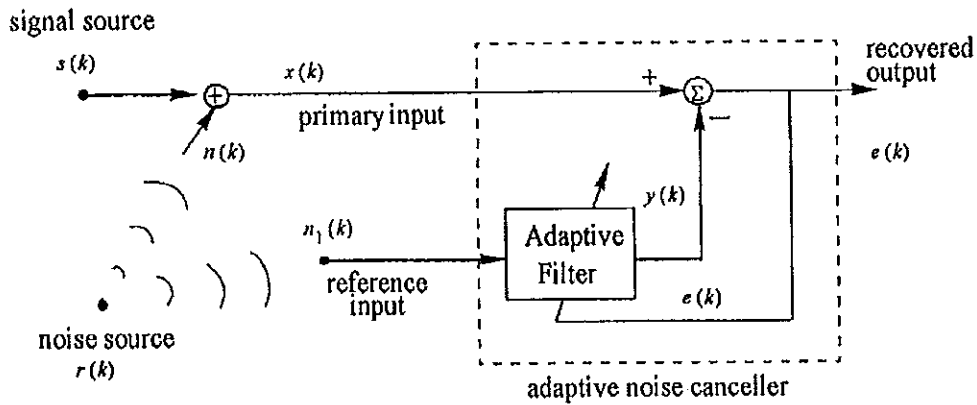 signal source
s(k)
x(k)
primary input
n(k)
+
+
Σ
−
recovered
output
e(k)
y(k)
n₁(k)
reference
input
Adaptive
Filter
e(k)
noise source
r(k)
adaptive noise canceller